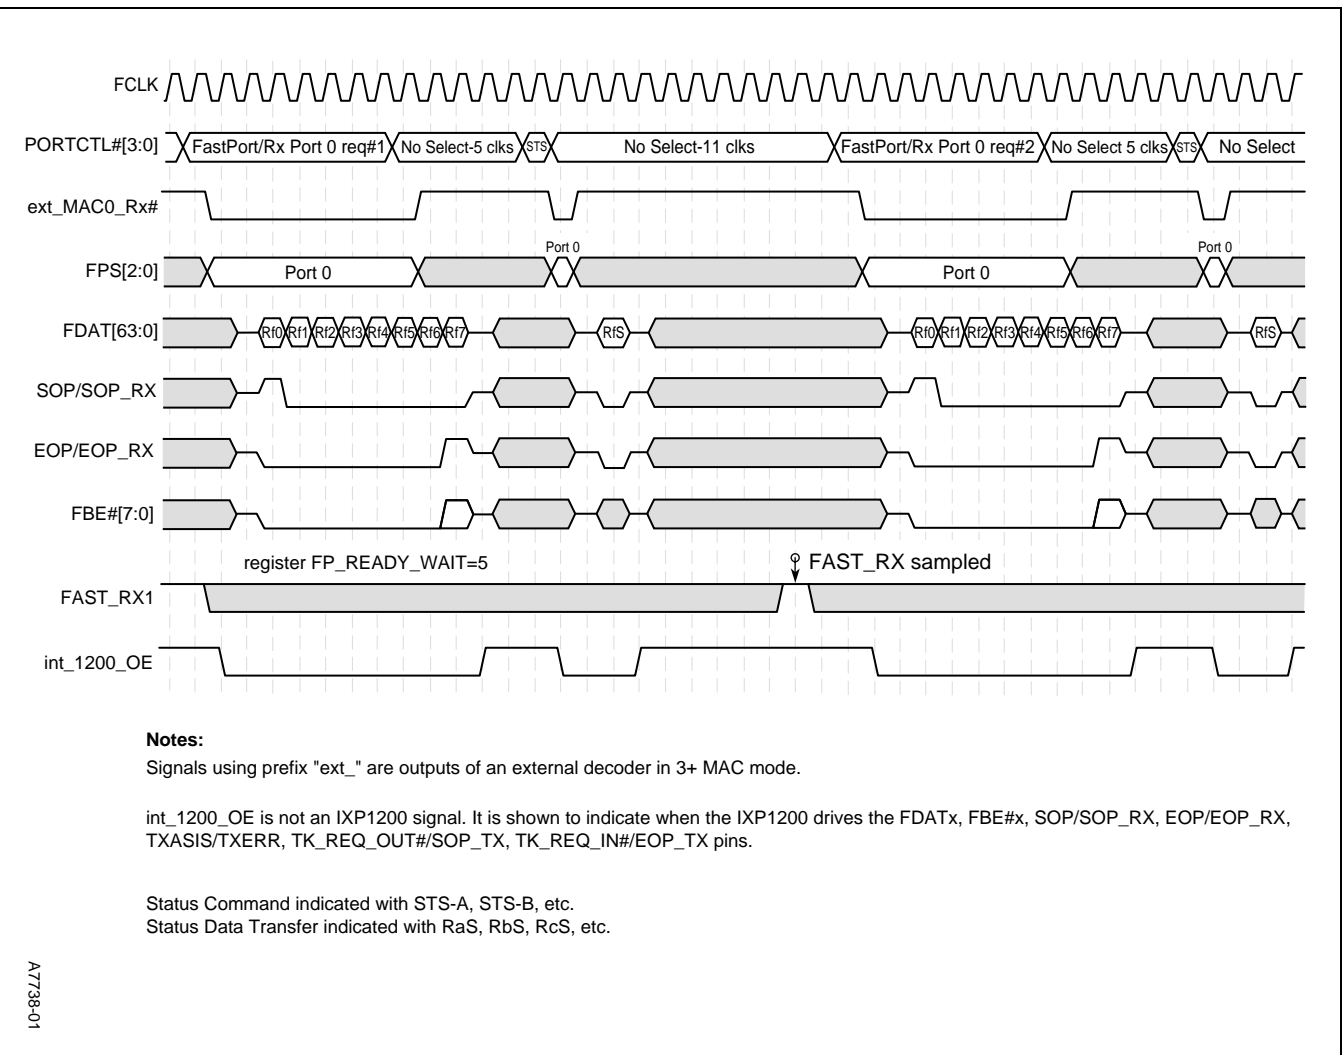 FCLK
PORTCTL#[3:0] FastPort/Rx Port 0 req#1 No Select-5 clks STS No Select-11 clks FastPort/Rx Port 0 req#2 No Select 5 clks STS No Select
ext_MAC0_Rx#
Port 0 Port 0
FPS[2:0] Port 0 Port 0
FDAT[63:0] Rf0 Rf1 Rf2 Rf3 Rf4 Rf5 Rf6 Rf7 RfS Rf0 Rf1 Rf2 Rf3 Rf4 Rf5 Rf6 Rf7 RfS
SOP/SOP_RX
EOP/EOP_RX
FBE#[7:0]
register FP_READY_WAIT=5 FAST_RX sampled
FAST_RX1
int_1200_OE
Notes:
Signals using prefix "ext_" are outputs of an external decoder in 3+ MAC mode.
int_1200_OE is not an IXP1200 signal. It is shown to indicate when the IXP1200 drives the FDATx, FBE#x, SOP/SOP_RX, EOP/EOP_RX,
TXASIS/TXERR, TK_REQ_OUT#/SOP_TX, TK_REQ_IN#/EOP_TX pins.
Status Command indicated with STS-A, STS-B, etc.
Status Data Transfer indicated with RaS, RbS, RcS, etc.
A7738-01